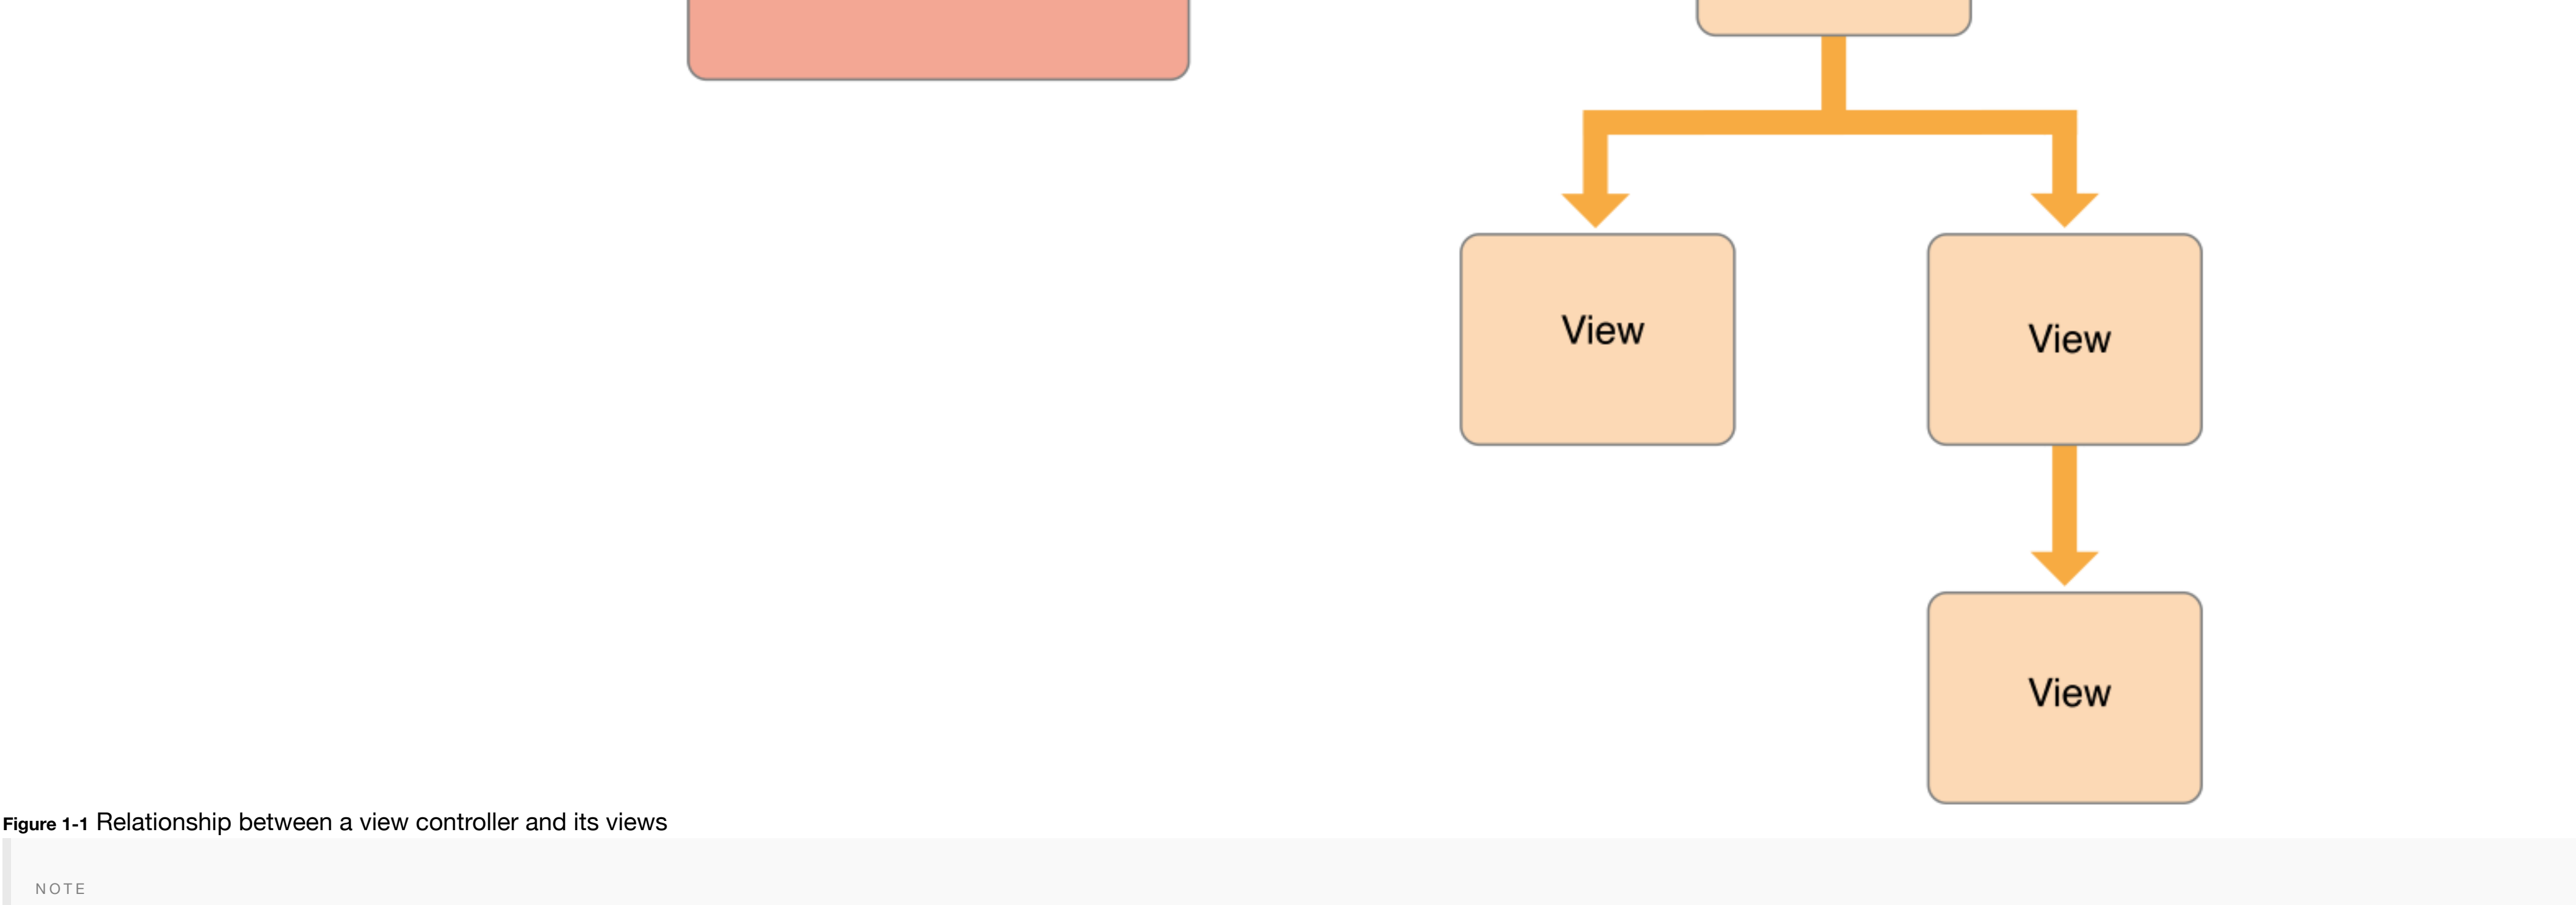 View
View
View
Figure 1-1 Relationship between a view controller and its views
NOTE